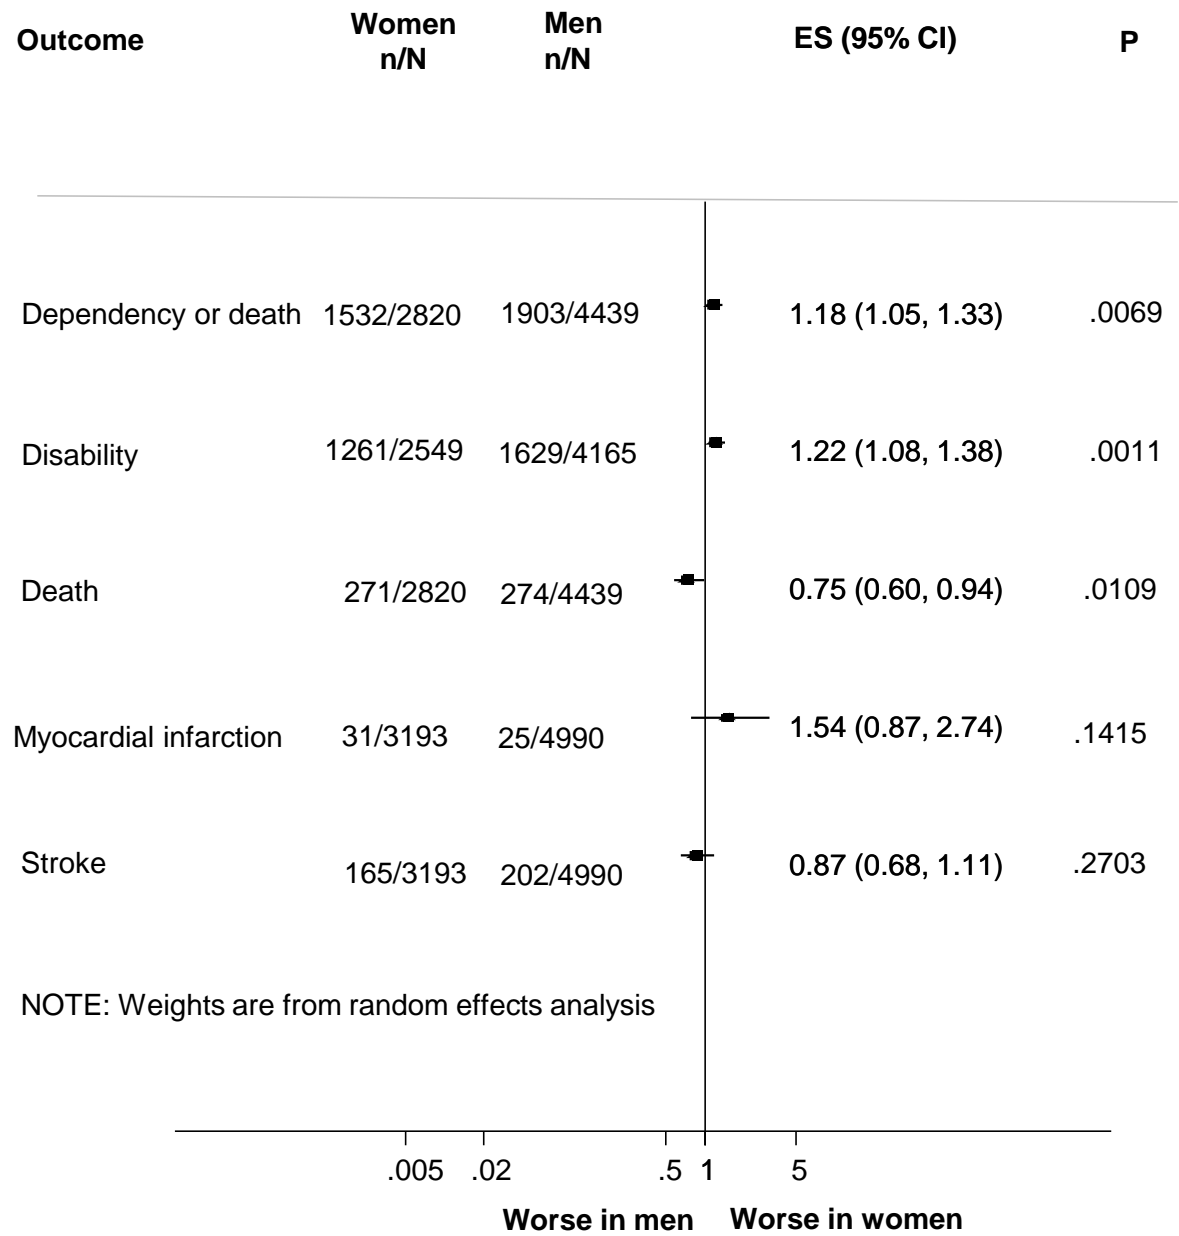 Outcome Women n/N Men n/N ES (95% CI) P
Dependency or death 1532/2820 1903/4439 1.18 (1.05, 1.33) .0069
Disability 1261/2549 1629/4165 1.22 (1.08, 1.38) .0011
Death 271/2820 274/4439 0.75 (0.60, 0.94) .0109
Myocardial infarction 31/3193 25/4990 1.54 (0.87, 2.74) .1415
Stroke 165/3193 202/4990 0.87 (0.68, 1.11) .2703
NOTE: Weights are from random effects analysis
.005 .02 .5 1 5
Worse in men Worse in women